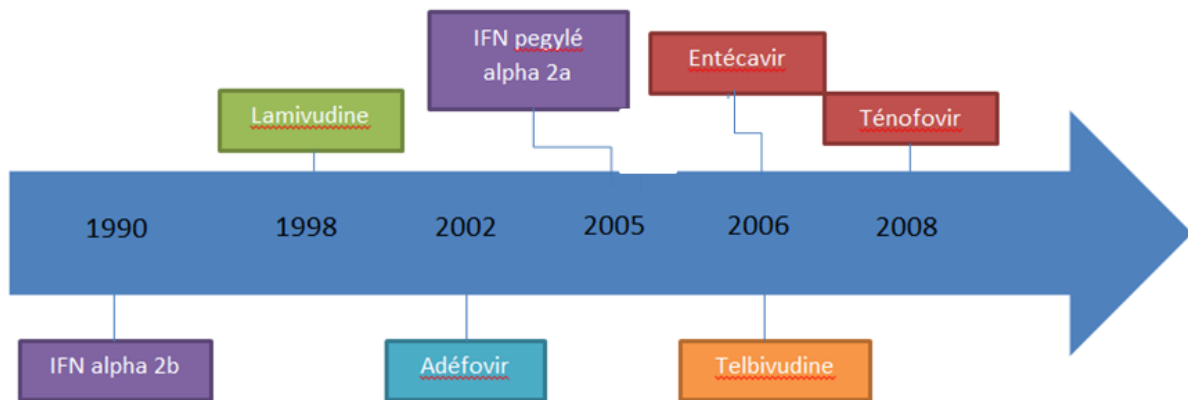 IFN pegylé
alpha 2a
Entécavir
Lamivudine
Ténofovir
1990
1998
2002
2005
2006
2008
IFN alpha 2b
Adéfovir
Telbivudine